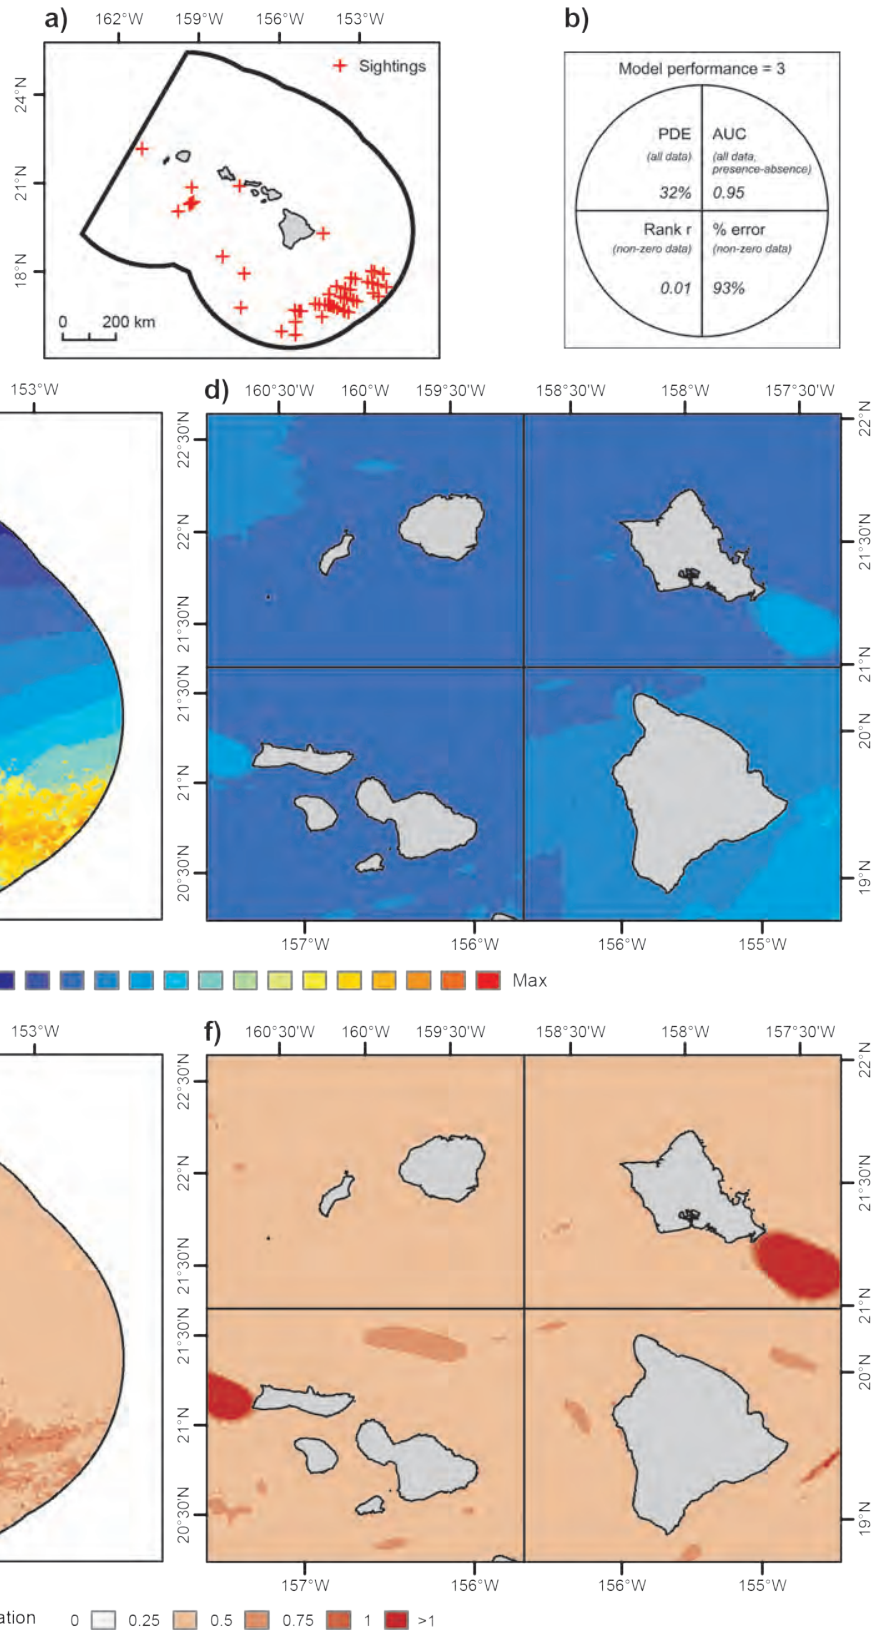 a)
162°W 159°W 156°W 153°W
Sightings
24°N
21°N
18°N
0 200 km
b)
Model performance = 3
PDE
(all data)
32%
AUC
(all data,
presence-absence)
0.95
Rank r
(non-zero data)
0.01
% error
(non-zero data)
93%
153°W
d)
160°30'W 160°W 159°30'W 158°30'W 158°W 157°30'W
22°30'N
22°N
21°30'N
21°30'N
21°N
20°30'N
22°N
21°30'N
21°N
20°N
19°N
157°W 156°W 156°W 155°W
Max
153°W
f)
160°30'W 160°W 159°30'W 158°30'W 158°W 157°30'W
22°30'N
22°N
21°30'N
21°30'N
21°N
20°30'N
22°N
21°30'N
21°N
20°N
19°N
157°W 156°W 156°W 155°W
ation 0 0.25 0.5 0.75 1 >1